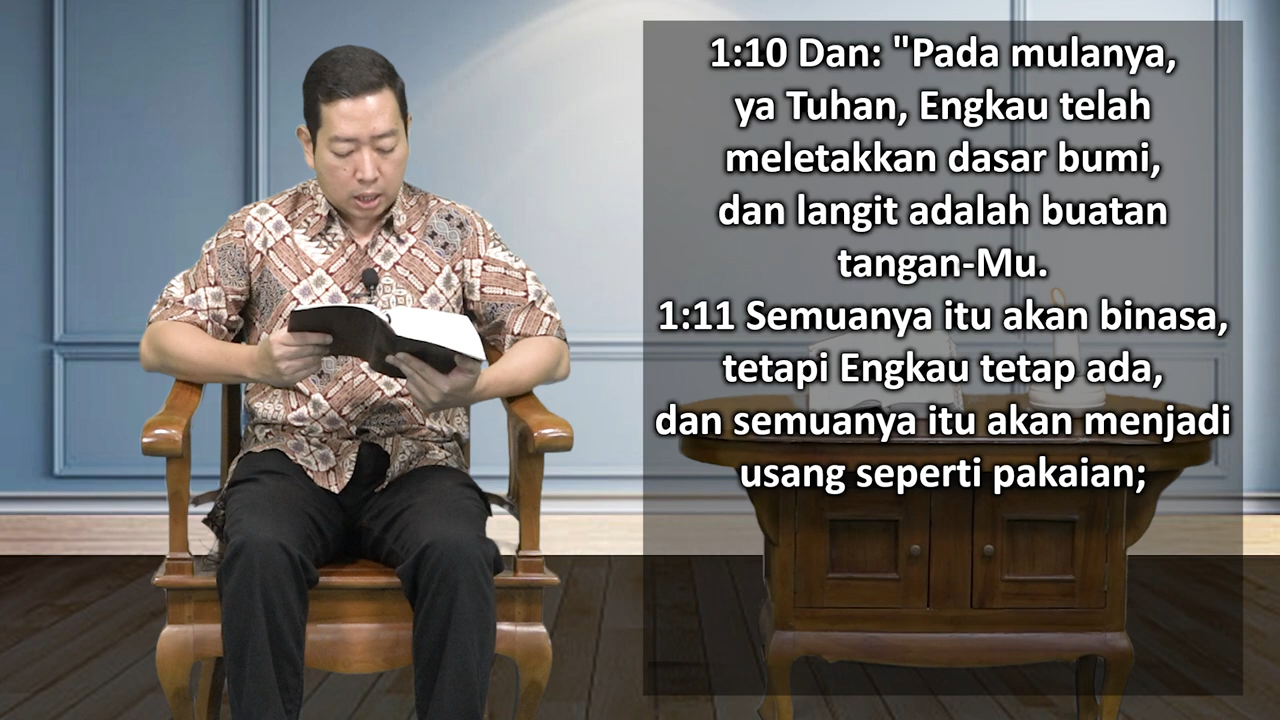 1:10 Dan: "Pada mulanya,
ya Tuhan, Engkau telah
meletakkan dasar bumi,
dan langit adalah buatan
tangan-Mu.
1:11 Semuanya itu akan binasa,
tetapi Engkau tetap ada,
dan semuanya itu akan menjadi
usang seperti pakaian;